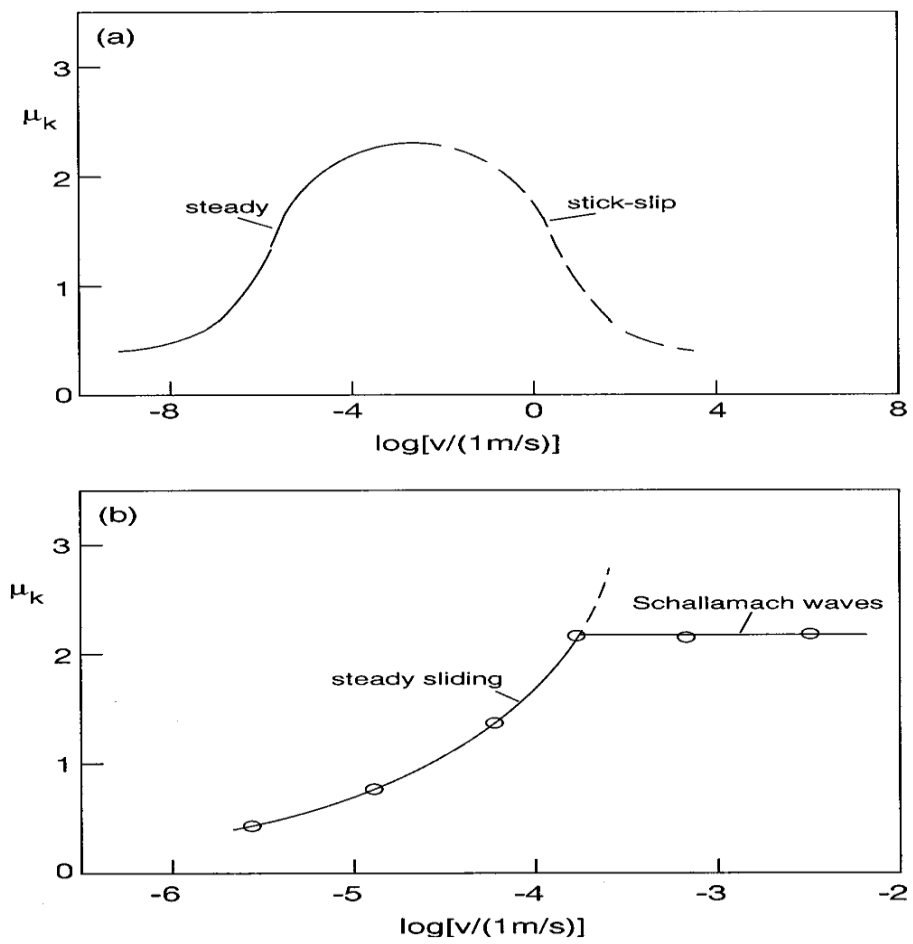 (a)
3
μk
2
steady
stick-slip
1
0
-8 -4 0 4 8
log[v/(1m/s)]
(b)
3
μk
Schallamach waves
2
steady sliding
1
0
-6 -5 -4 -3 -2
log[v/(1m/s)]